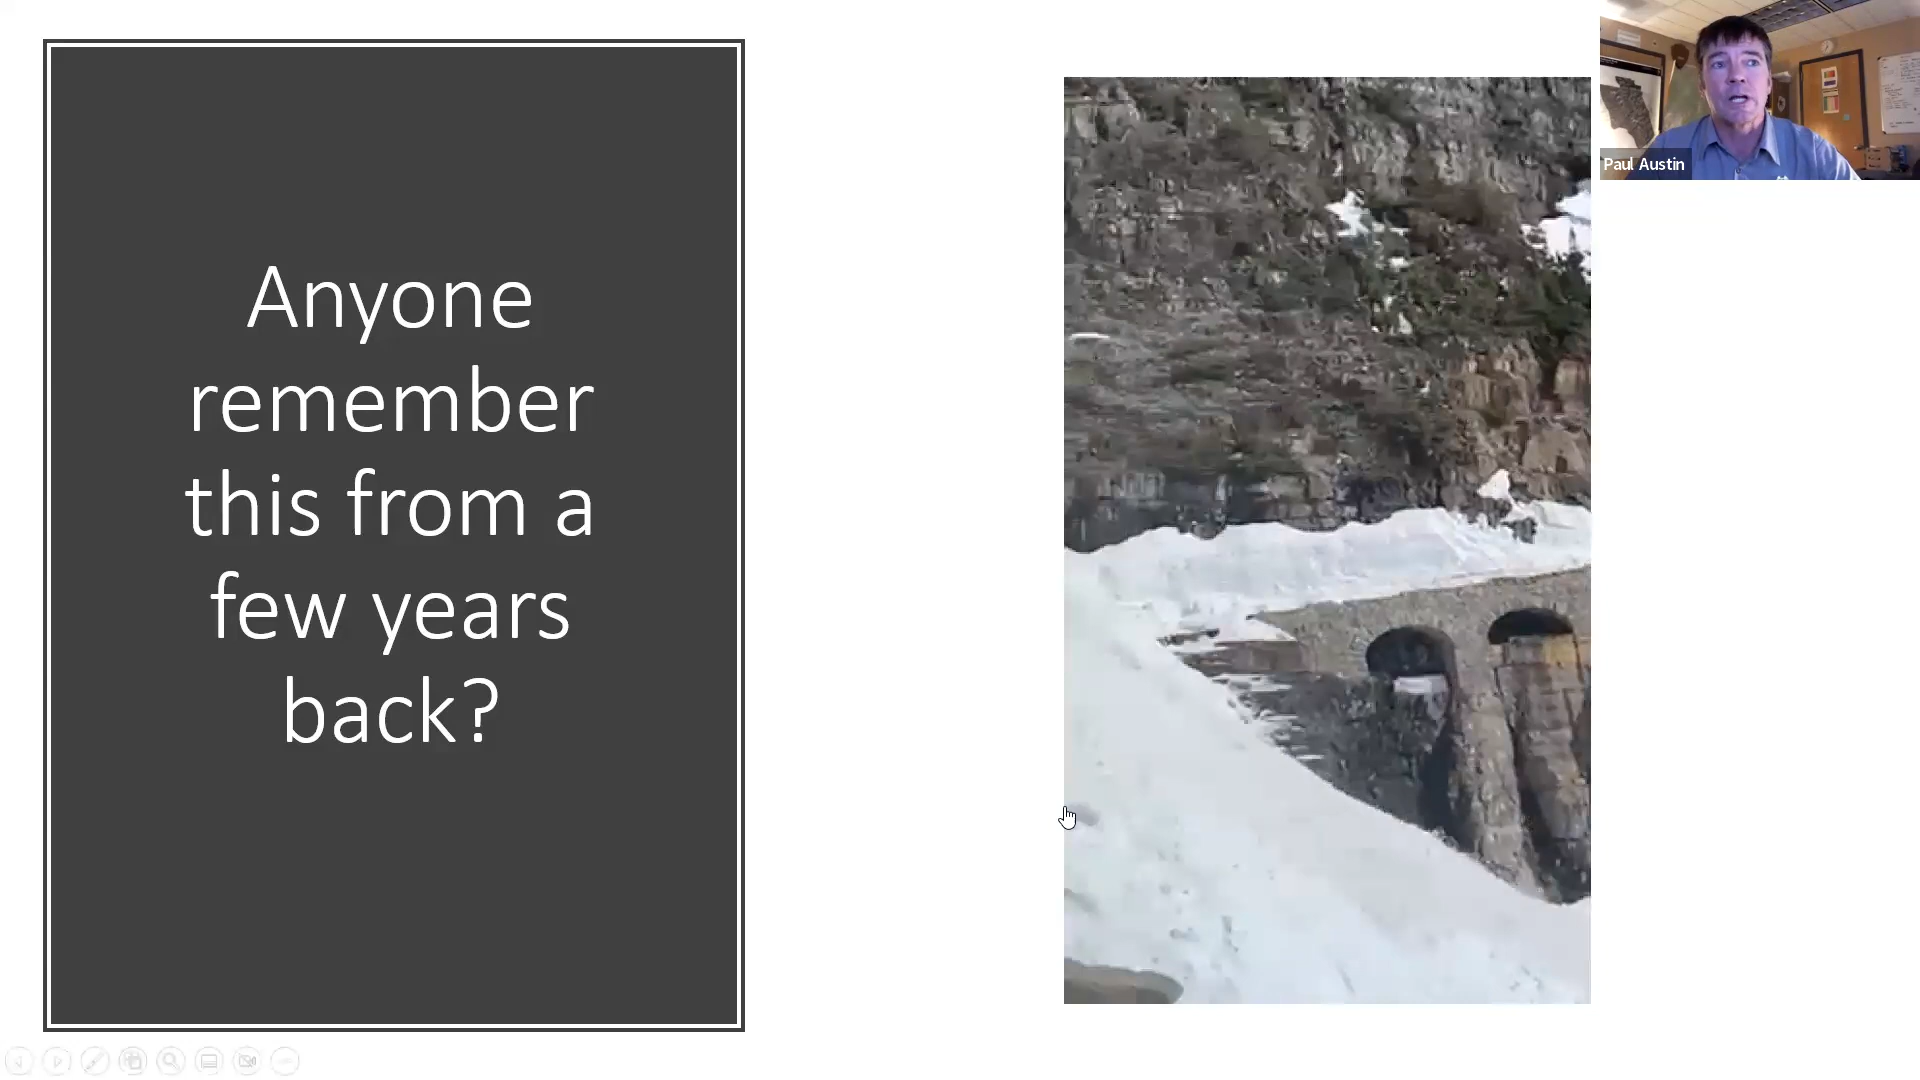 Anyone
remember
this from a
few years
back?
Paul Austin